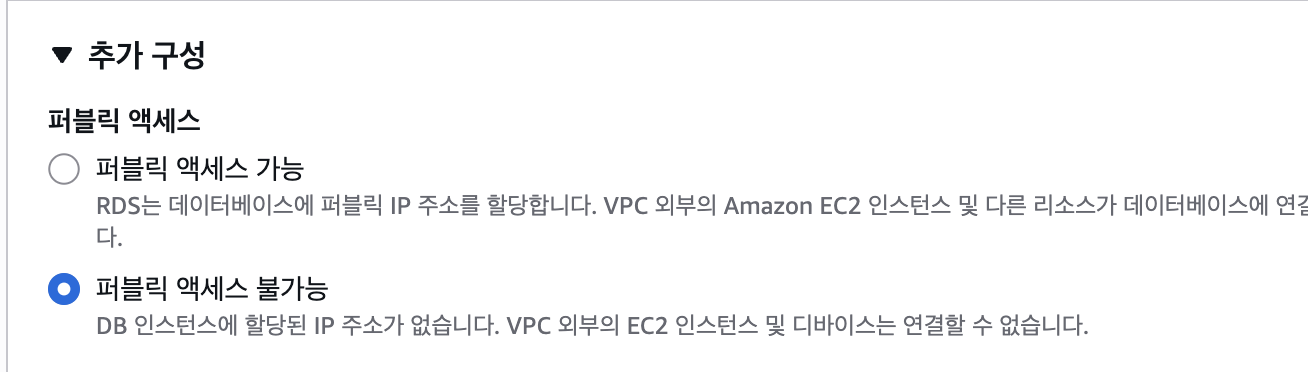 추가 구성
퍼블릭 액세스
퍼블릭 액세스 가능
RDS는 데이터베이스에 퍼블릭 IP 주소를 할당합니다. VPC 외부의 Amazon EC2 인스턴스 및 다른 리소스가 데이터베이스에 연결
다.
퍼블릭 액세스 불가능
DB 인스턴스에 할당된 IP 주소가 없습니다. VPC 외부의 EC2 인스턴스 및 디바이스는 연결할 수 없습니다.